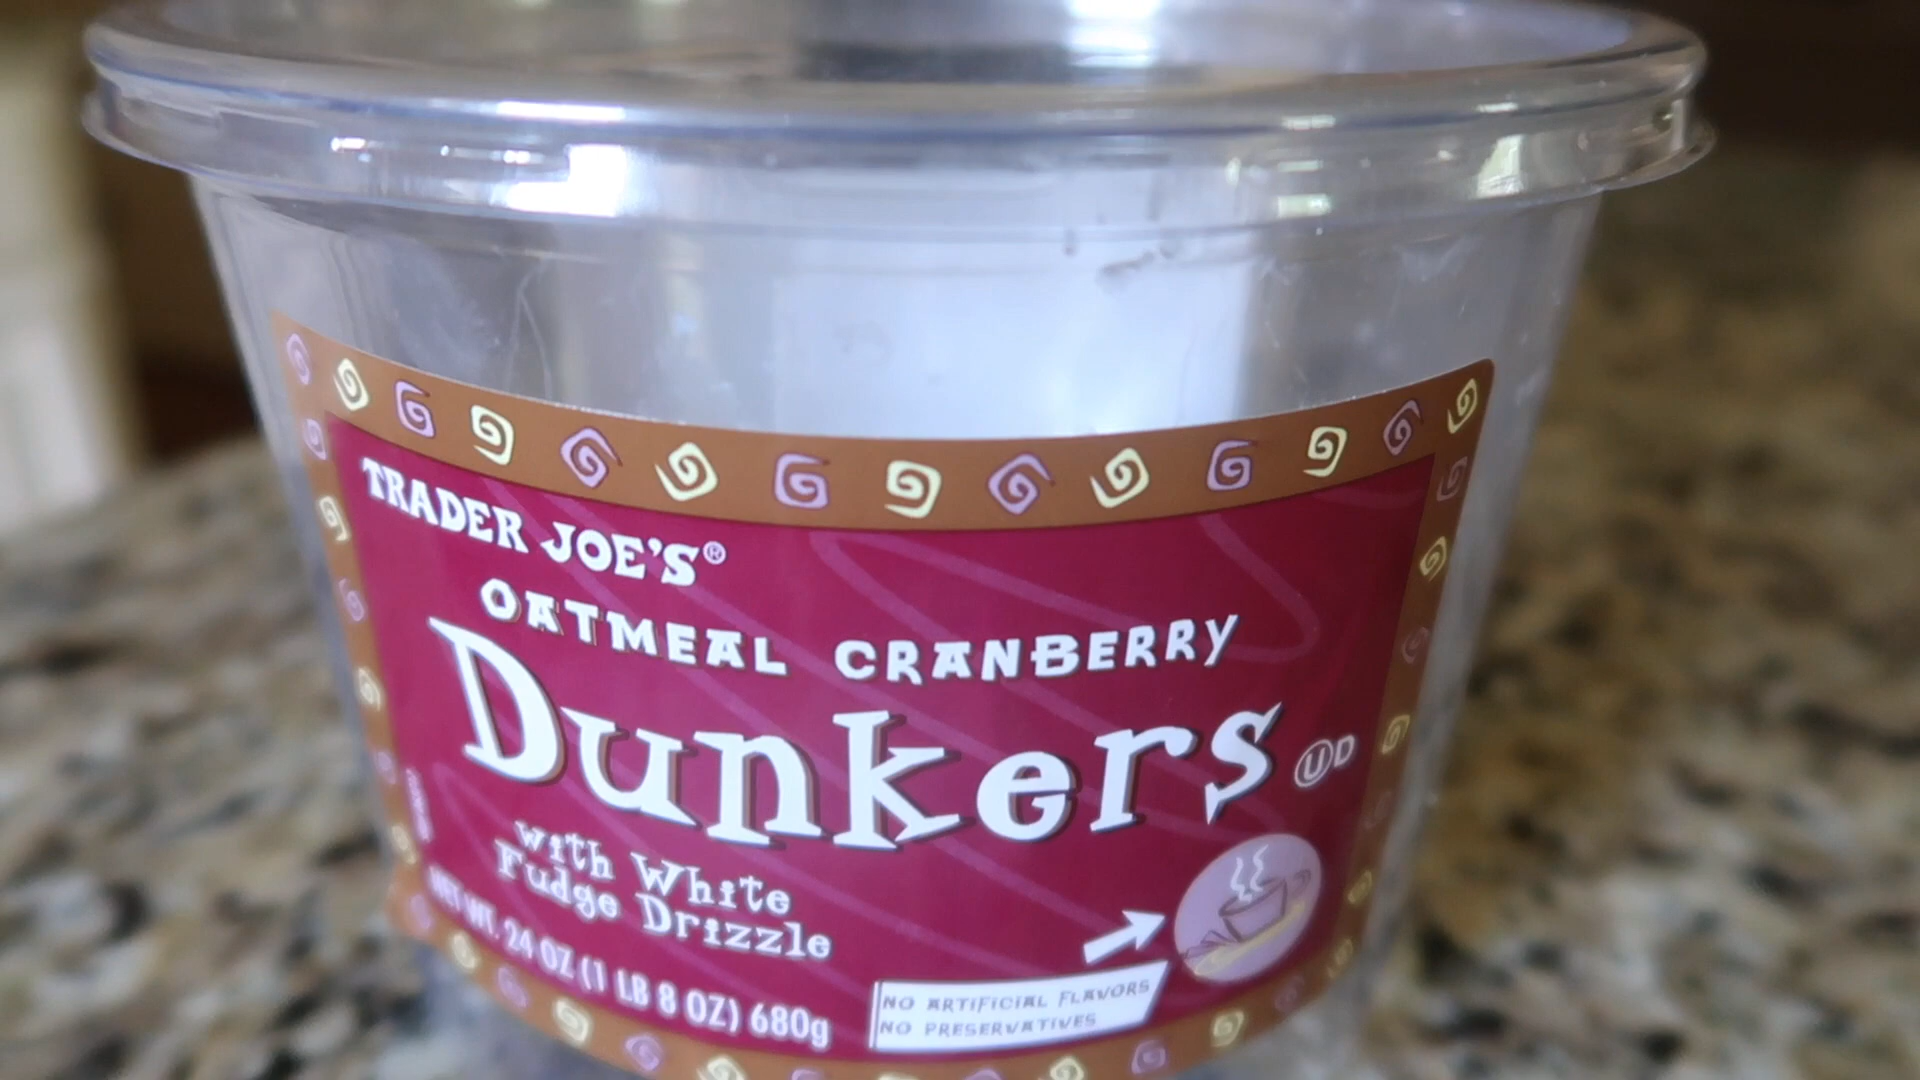 TRADER JOE'S®
OATMEAL CRANBERRY
Dunkers
UD
with White
Fudge Drizzle
NET WT. 24 OZ (1 LB 8 OZ) 680g
NO ARTIFICIAL FLAVORS
NO PRESERVATIVES